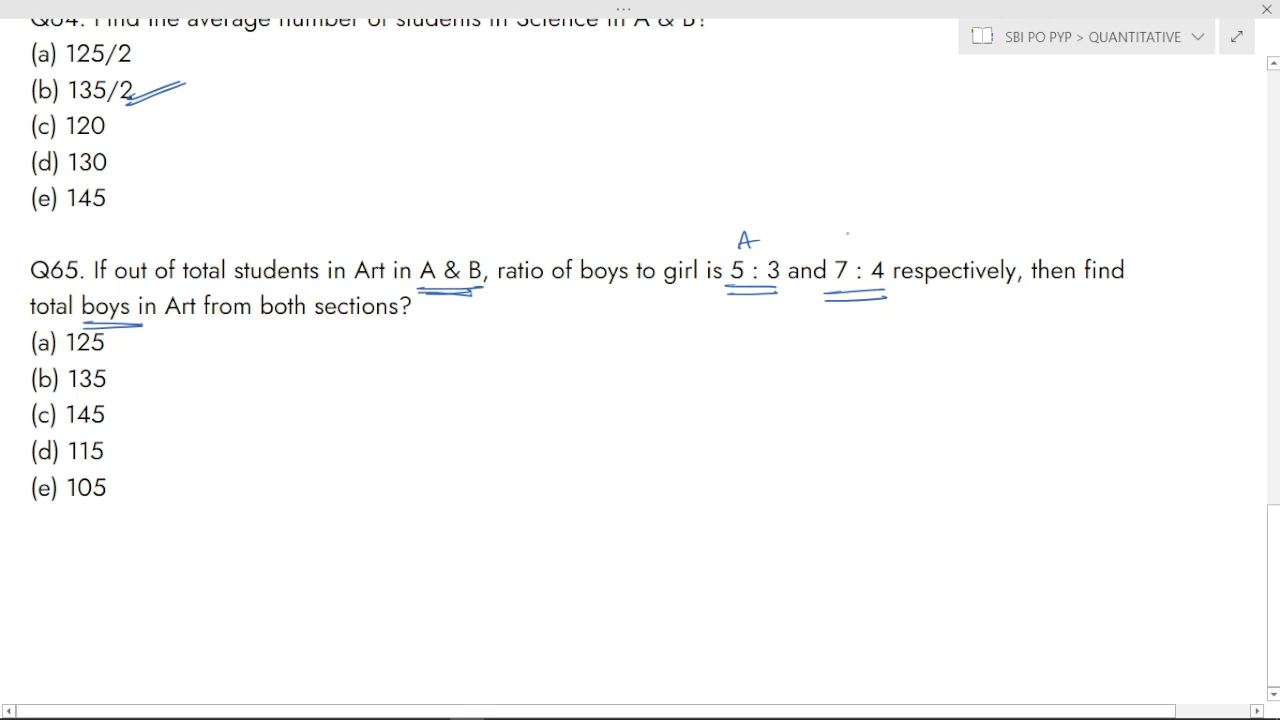 Q64. Find the average number of students in Science in A & B?
SBI PO PYP > QUANTITATIVE
(a) 125/2
(b) 135/2
(c) 120
(d) 130
(e) 145
A
Q65. If out of total students in Art in A & B, ratio of boys to girl is 5 : 3 and 7 : 4 respectively, then find
total boys in Art from both sections?
(a) 125
(b) 135
(c) 145
(d) 115
(e) 105